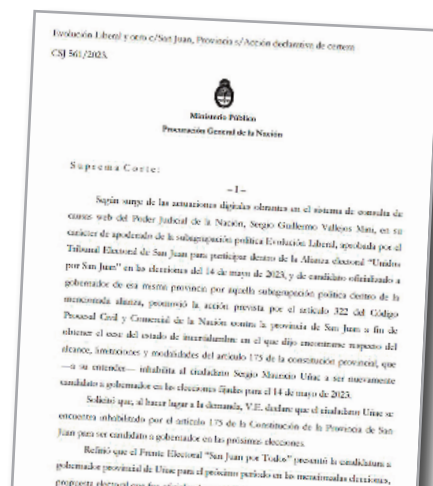 Evolución Liberal y otro c/San Juan, Provincia s/Acción declarativa de certeza
CSJ 561/2023.
Ministerio Público
Procuración General de la Nación
Suprema Corte:
– I –
Según surge de las actuaciones digitales obrantes en el sistema de consulta de
causas web del Poder Judicial de la Nación, Sergio Guillermo Vallejos Mini, en su
carácter de apoderado de la subagrupación política Evolución Liberal, aprobada por el
Tribunal Electoral de San Juan para participar dentro de la Alianza electoral "Unidos
por San Juan" en las elecciones del 14 de mayo de 2023, y de candidato oficializado a
gobernador de esa misma provincia por aquella subagrupación política dentro de la
mencionada alianza, promovió la acción prevista por el artículo 322 del Código
Procesal Civil y Comercial de la Nación contra la provincia de San Juan a fin de
obtener el cese del estado de incertidumbre en el que dijo encontrarse respecto del
alcance, limitaciones y modalidades del artículo 175 de la constitución provincial, que
—a su entender— inhabilita al ciudadano Sergio Mauricio Uñac a ser nuevamente
candidato a gobernador en las elecciones fijadas para el 14 de mayo de 2023.
Solicitó que, al hacer lugar a la demanda, V.E. declare que el ciudadano Uñac se
encuentra inhabilitado por el artículo 175 de la Constitución de la Provincia de San
Juan para ser candidato a gobernador en las próximas elecciones.
Refirió que el Frente Electoral "San Juan por Todos" presentó la candidatura a
gobernador provincial de Uñac para el próximo período en las mencionadas elecciones,
propuesta electoral que fue